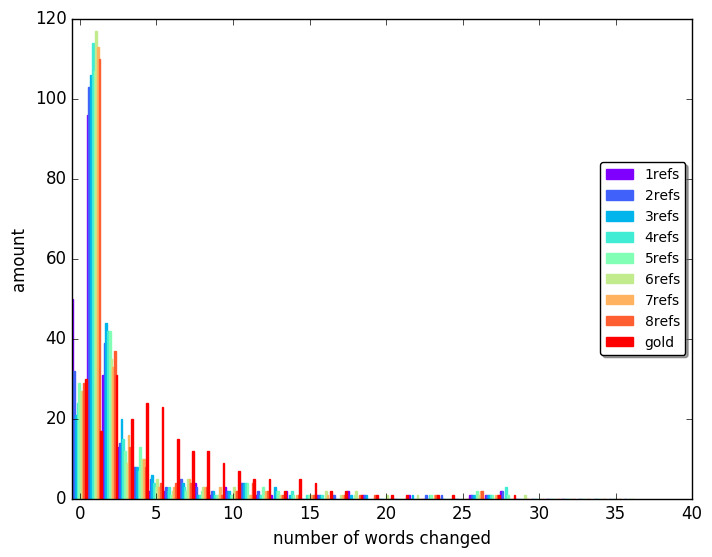 120
100
80
60
40
20
0
amount
0 5 10 15 20 25 30 35 40
number of words changed
1refs
2refs
3refs
4refs
5refs
6refs
7refs
8refs
gold